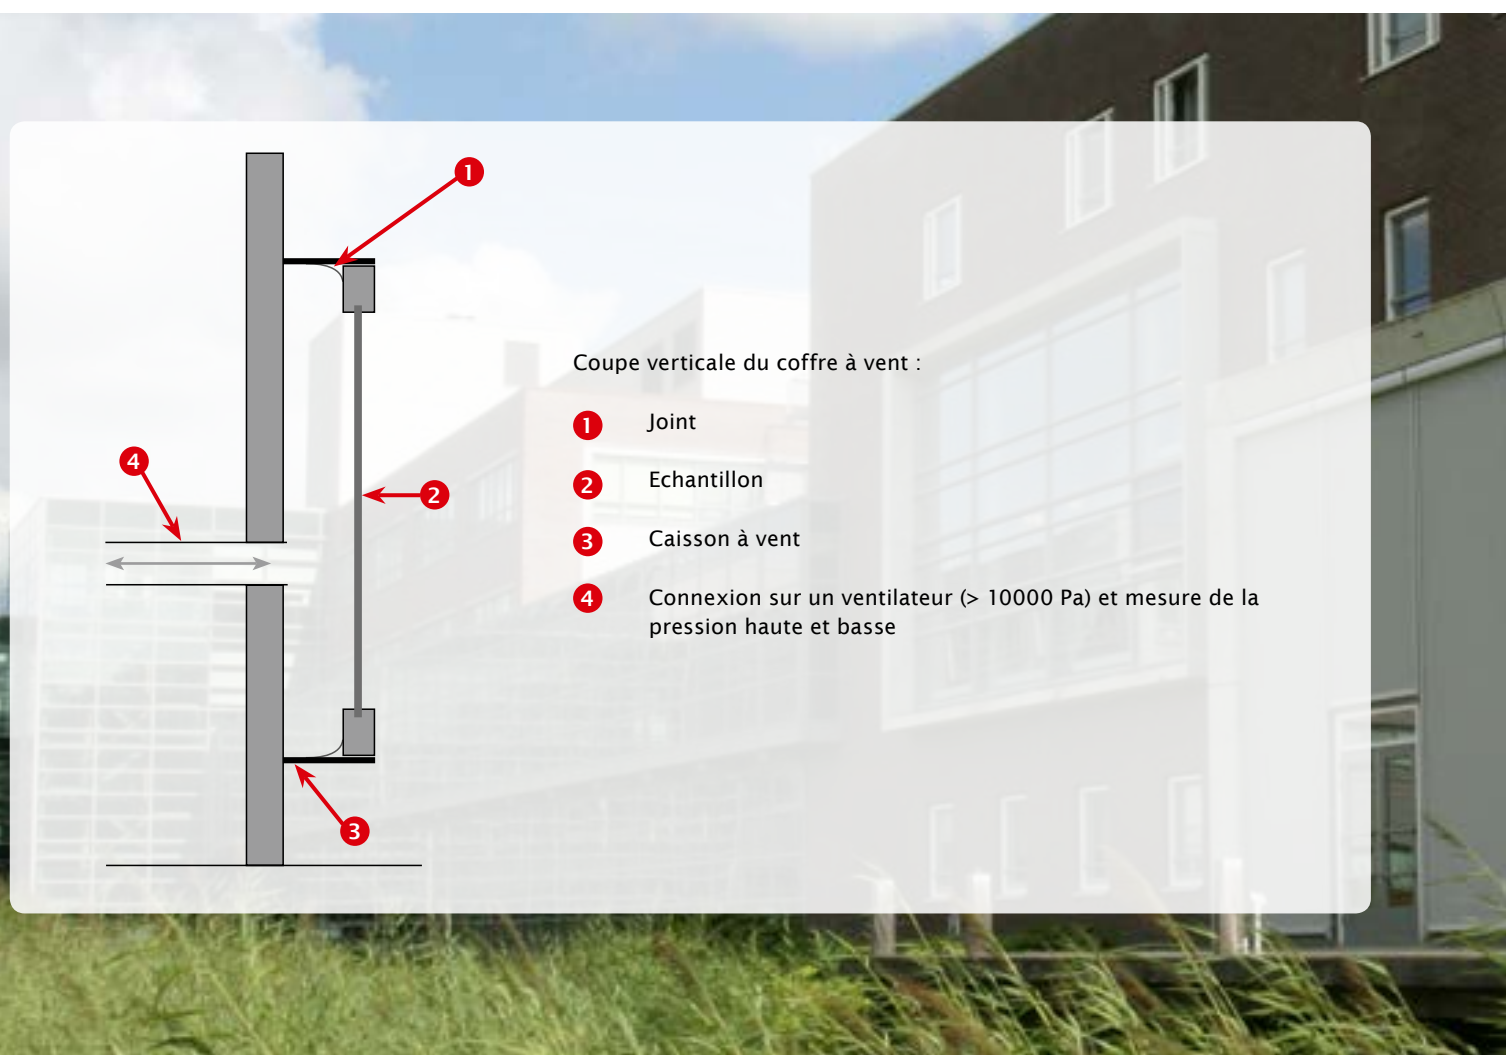 1
4
2
3
Coupe verticale du coffre à vent :
1 Joint
2 Echantillon
3 Caisson à vent
4 Connexion sur un ventilateur (> 10000 Pa) et mesure de la
pression haute et basse